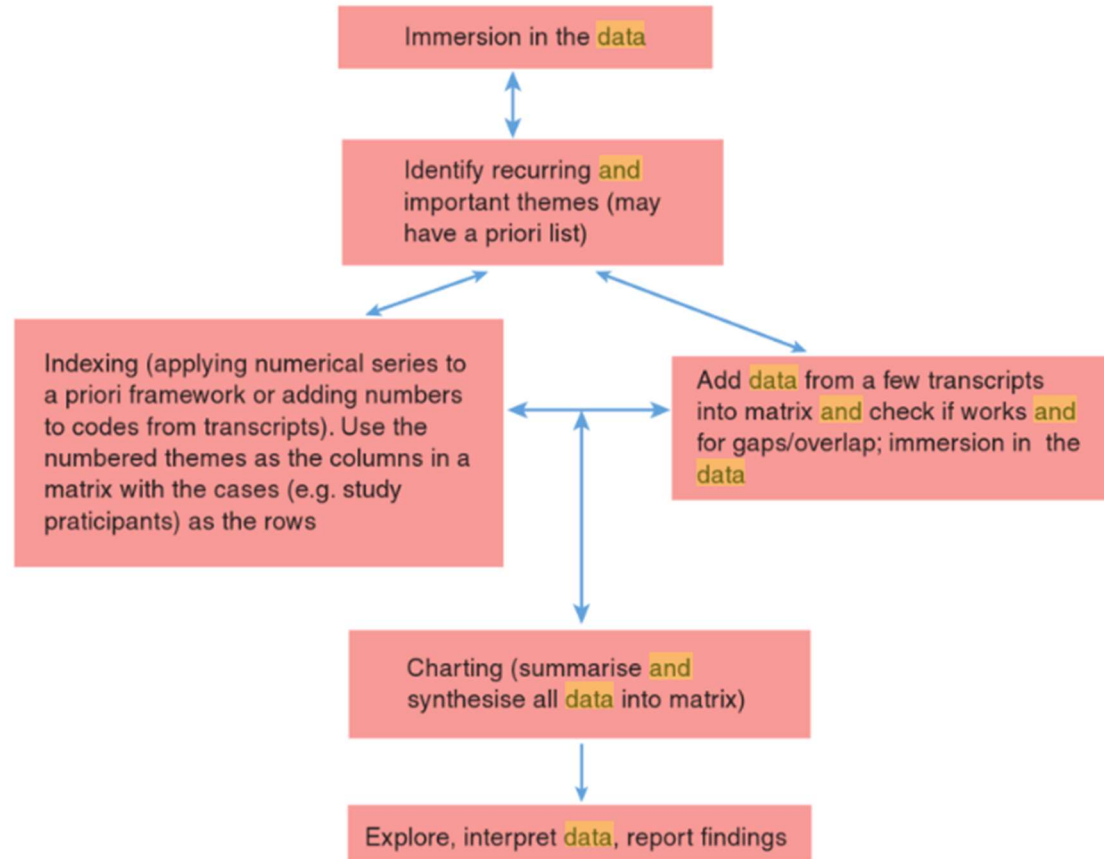 Immersion in the data
Identify recurring and
important themes (may
have a priori list)
Indexing (applying numerical series to
a priori framework or adding numbers
to codes from transcripts). Use the
numbered themes as the columns in a
matrix with the cases (e.g. study
praticipants) as the rows
Add data from a few transcripts
into matrix and check if works and
for gaps/overlap; immersion in the
data
Charting (summarise and
synthesise all data into matrix)
Explore, interpret data, report findings